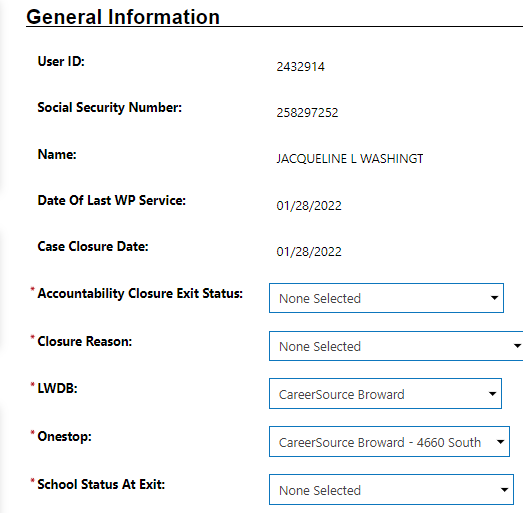 General Information
User ID: 2432914
Social Security Number: 258297252
Name: JACQUELINE L WASHINGT
Date Of Last WP Service: 01/28/2022
Case Closure Date: 01/28/2022
* Accountability Closure Exit Status: None Selected
* Closure Reason: None Selected
* LWDB: CareerSource Broward
* Onestop: CareerSource Broward - 4660 South
* School Status At Exit: None Selected